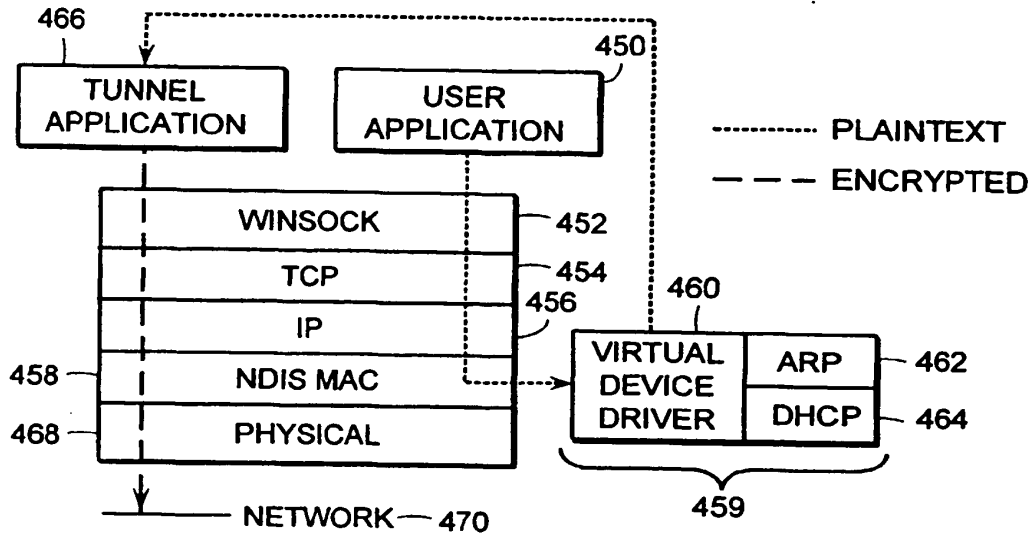 466
TUNNEL
APPLICATION
450
USER
APPLICATION
PLAINTEXT
ENCRYPTED
WINSOCK
452
TCP
454
IP
456
458
NDIS MAC
468
PHYSICAL
460
VIRTUAL
DEVICE
DRIVER
ARP
462
DHCP
464
459
NETWORK
470